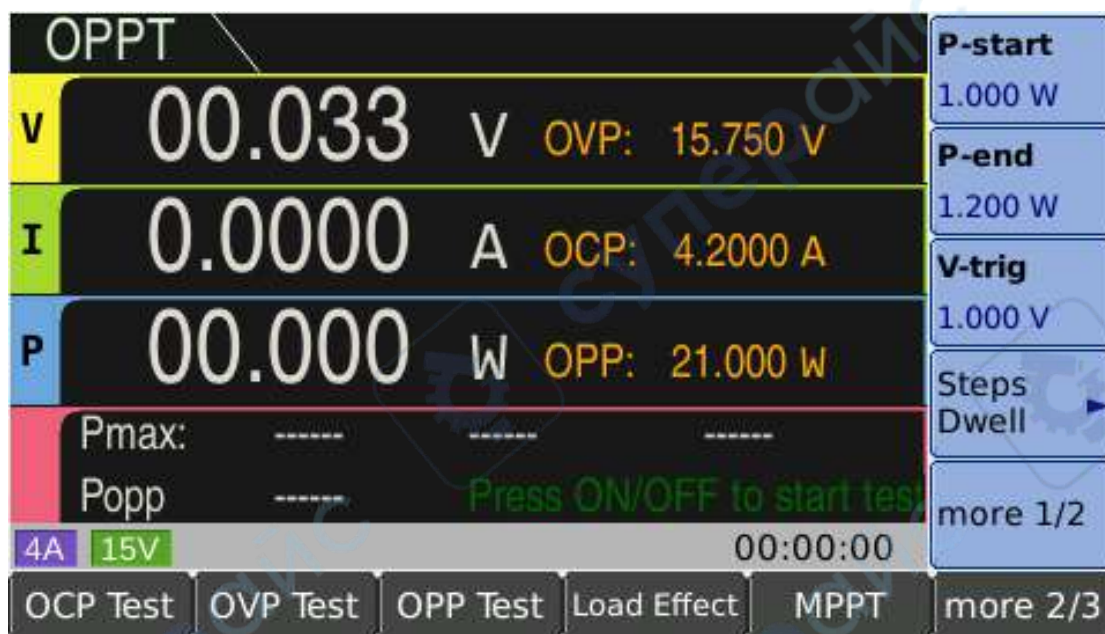 OPPT
V 00.033 V OVP: 15.750 V
I 0.0000 A OCP: 4.2000 A
P 00.000 W OPP: 21.000 W
Pmax: ------ ------ ------
Popp ------ Press ON/OFF to start test
4A 15V 00:00:00
P-start
1.000 W
P-end
1.200 W
V-trig
1.000 V
Steps
Dwell
more 1/2
OCP Test OVP Test OPP Test Load Effect MPPT more 2/3
суперайс